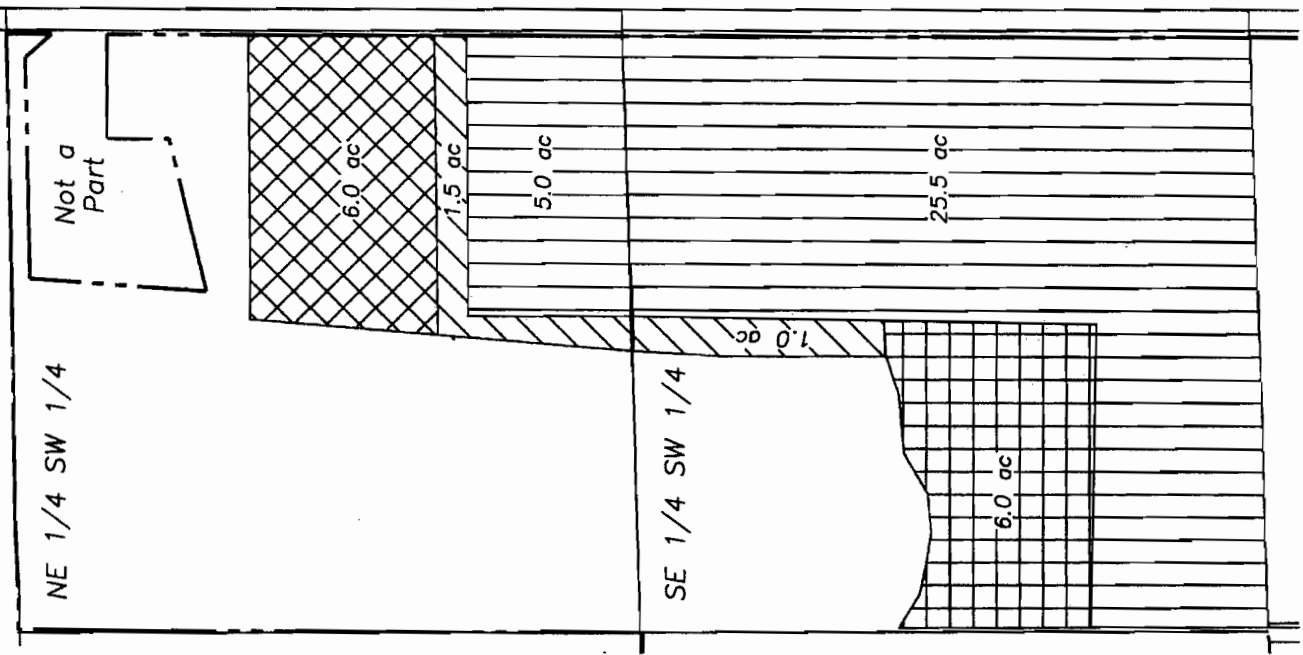 NE 1/4 SW 1/4
Not a
Part
6.0 ac
1.5 ac
5.0 ac
SE 1/4 SW 1/4
1.0 ac
25.5 ac
6.0 ac